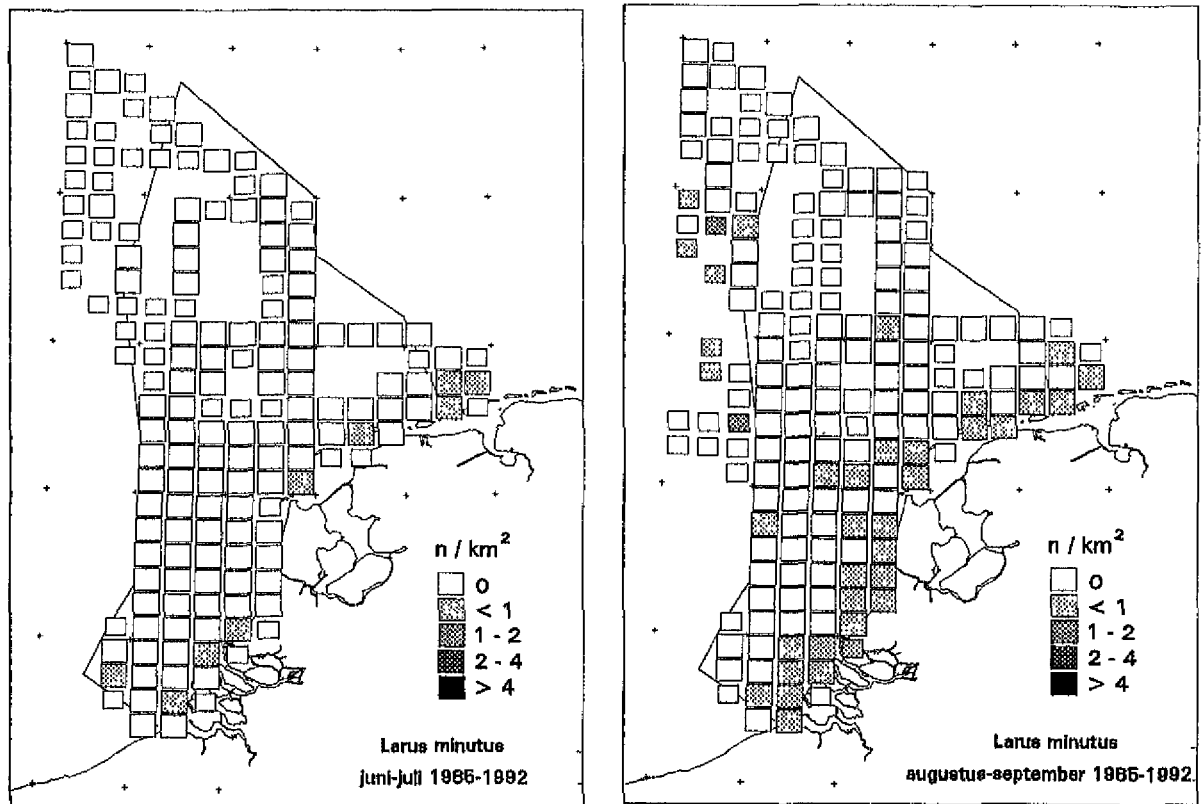 n / km²
0
< 1
1 - 2
2 - 4
> 4
Larus minutus
juni-juli 1985-1992
n / km²
0
< 1
1 - 2
2 - 4
> 4
Larus minutus
augustus-september 1985-1992